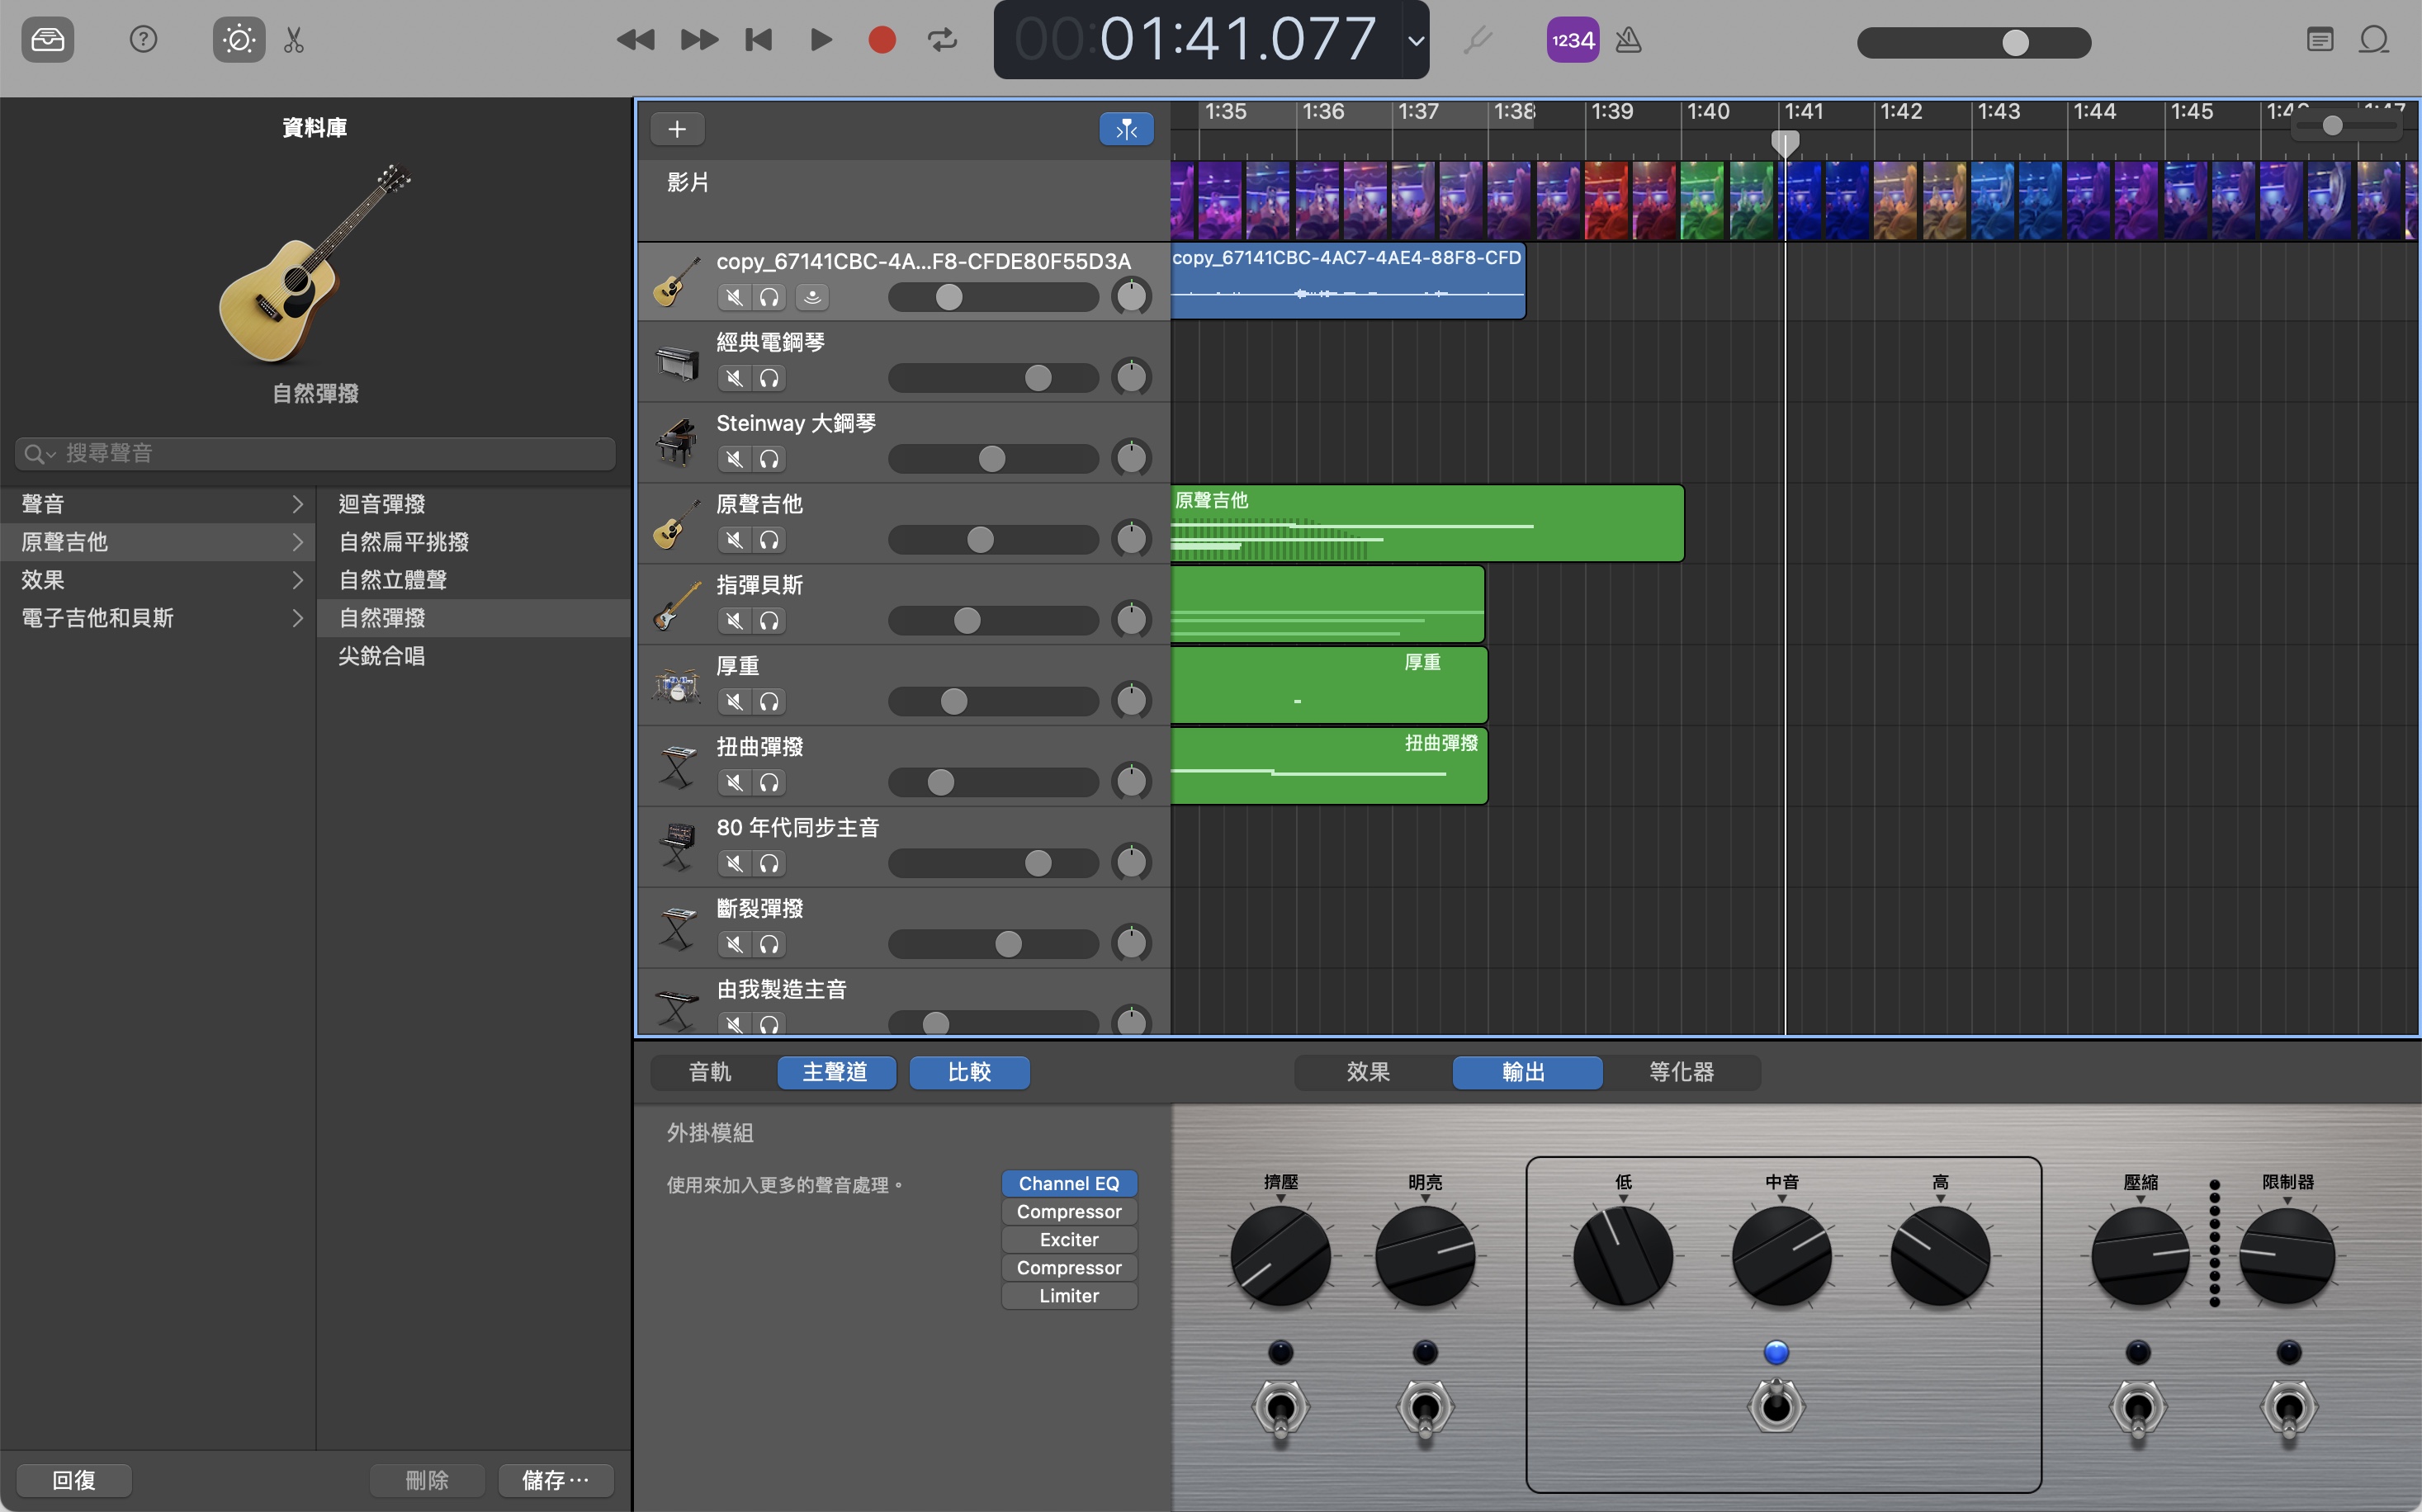 00:01:41.077
1234
資料庫
自然彈撥
搜尋聲音
聲音
原聲吉他
效果
電子吉他和貝斯
迴音彈撥
自然扁平挑撥
自然立體聲
自然彈撥
尖銳合唱
回復
刪除
儲存⋯
1:35 1:36 1:37 1:38 1:39 1:40 1:41 1:42 1:43 1:44 1:45 1:46 1:47
影片
copy_67141CBC-4A...F8-CFDE80F55D3A
copy_67141CBC-4AC7-4AE4-88F8-CFD
經典電鋼琴
Steinway 大鋼琴
原聲吉他
原聲吉他
指彈貝斯
厚重
厚重
扭曲彈撥
扭曲彈撥
80 年代同步主音
斷裂彈撥
由我製造主音
音軌 主聲道 比較
效果 輸出 等化器
外掛模組
使用來加入更多的聲音處理。
Channel EQ
Compressor
Exciter
Compressor
Limiter
擠壓 明亮 低 中音 高 壓縮 限制器